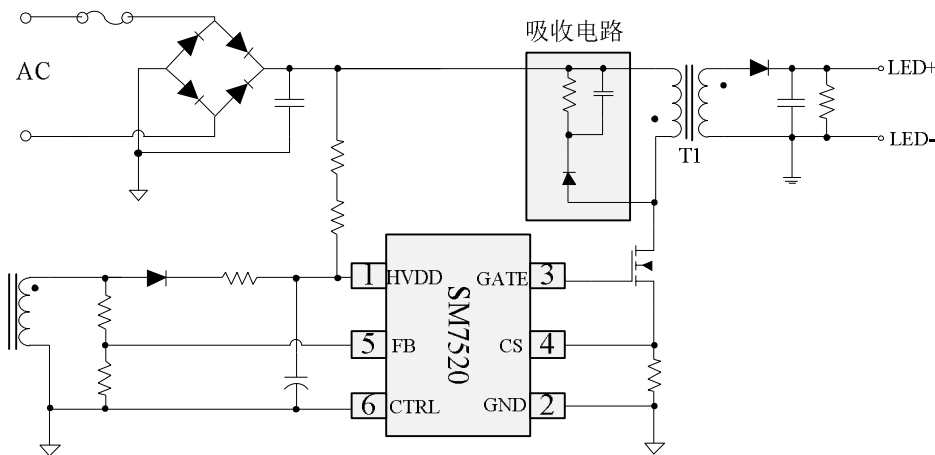 吸收电路
AC
LED+
LED-
T1
1 HVDD
GATE 3
SM7520
5 FB
CS 4
6 CTRL
GND 2